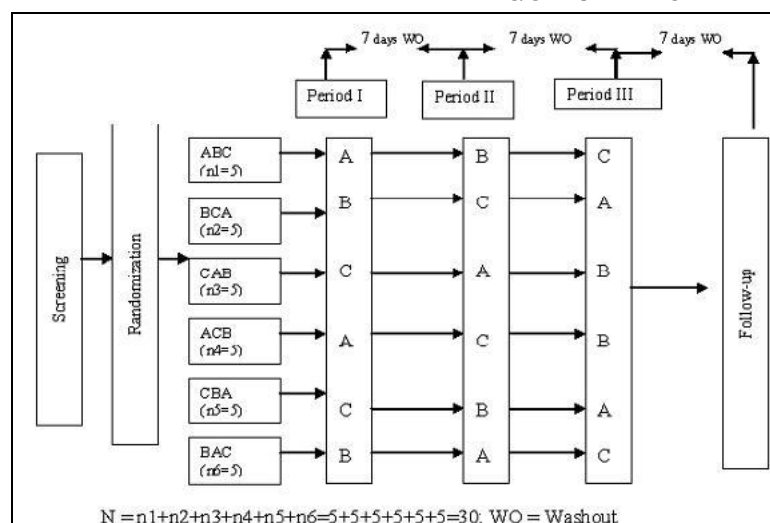 7 days WO 7 days WO 7 days WO
Period I Period II Period III
Screening
Randomization
ABC
(n1=5)
BCA
(n2=5)
CAB
(n3=5)
ACB
(n4=5)
CBA
(n5=5)
BAC
(n6=5)
A B C
B C A
C A B
A C B
C B A
B A C
Follow-up
N = n1+n2+n3+n4+n5+n6=5+5+5+5+5+5=30; WO = Washout